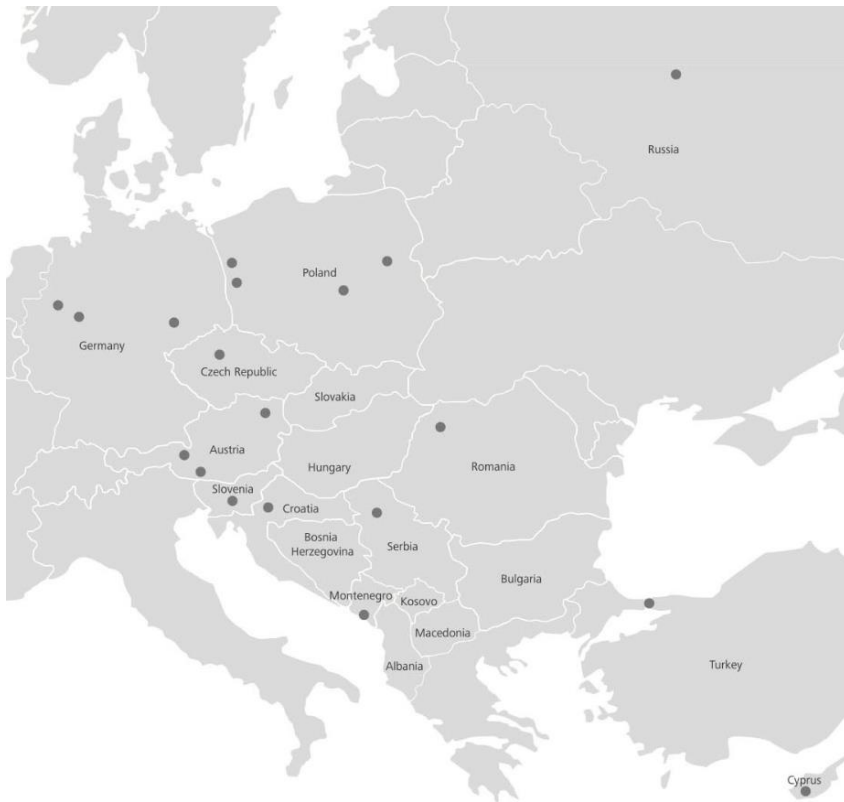 Russia
Poland
Germany
Czech Republic
Slovakia
Austria
Hungary
Romania
Slovenia
Croatia
Bosnia
Herzegovina
Serbia
Bulgaria
Montenegro
Kosovo
Macedonia
Albania
Turkey
Cyprus